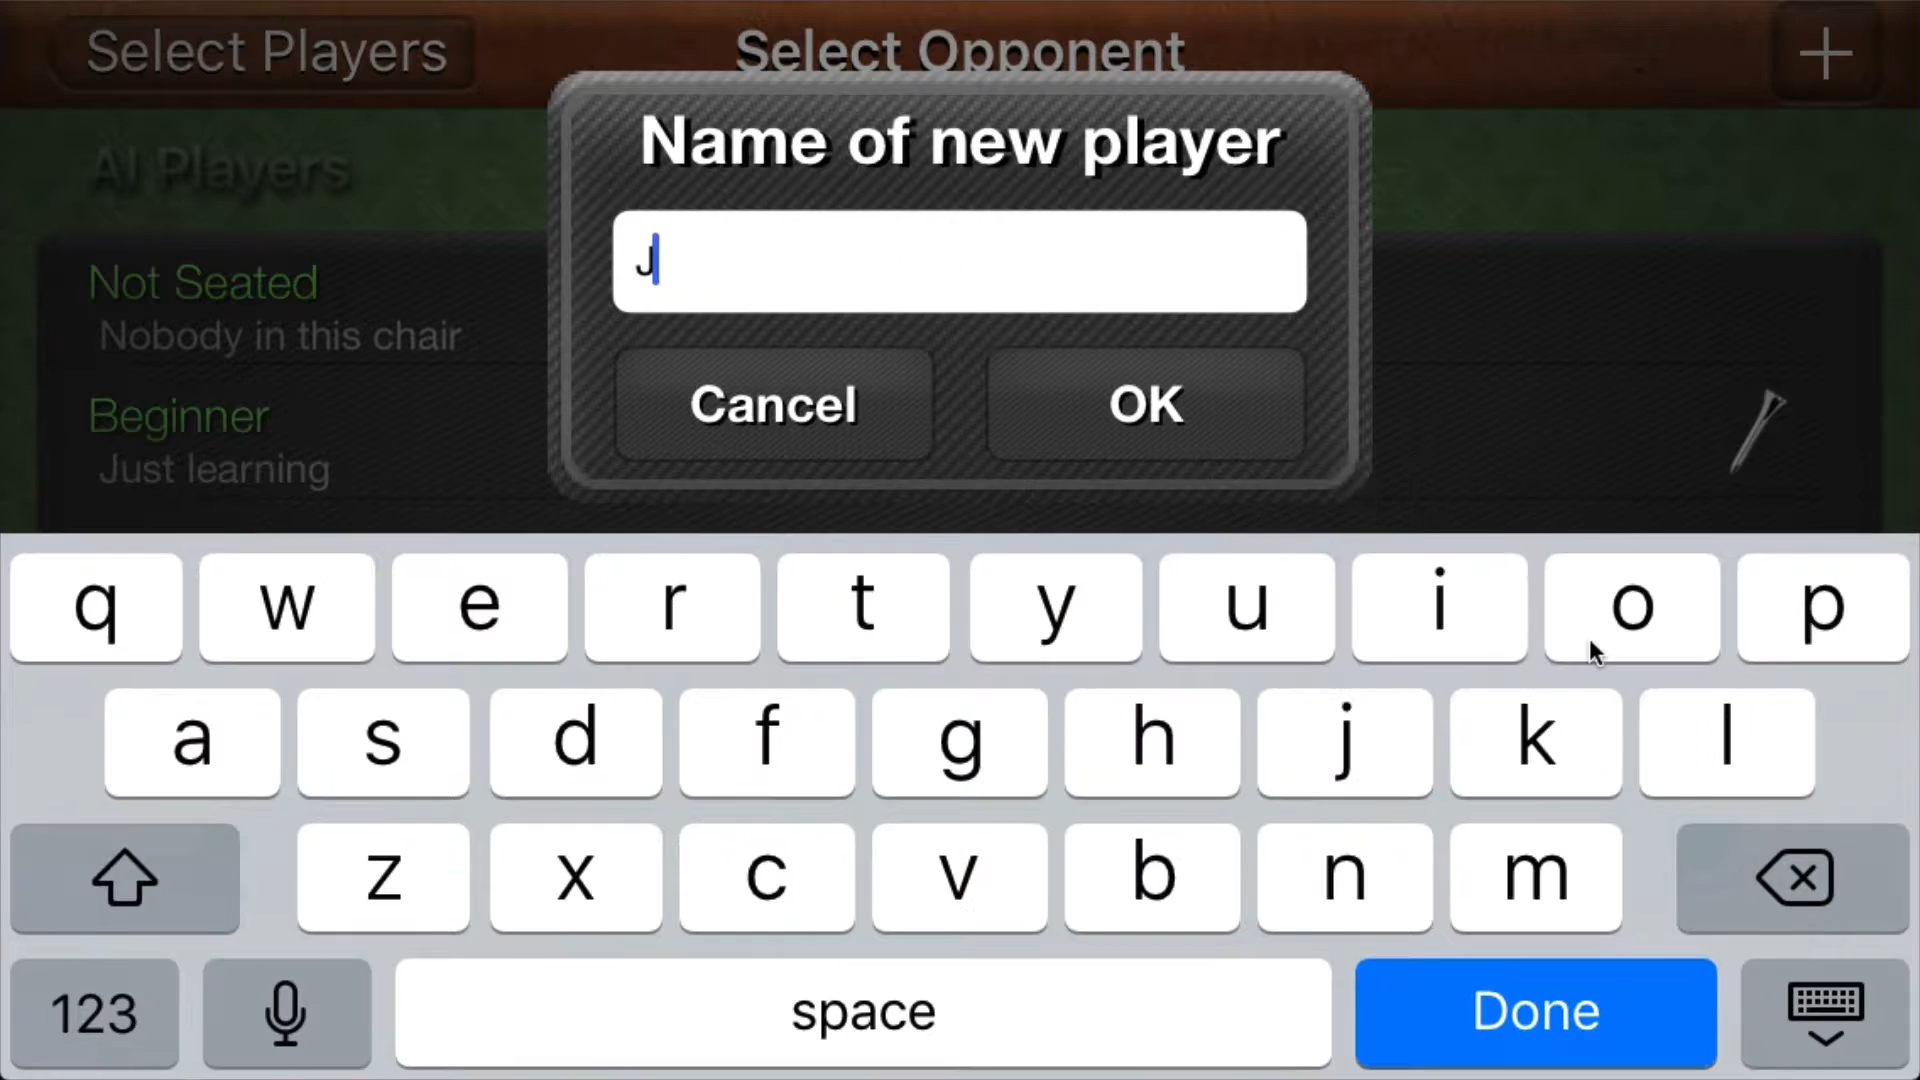 Select Players
Select Opponent
AI Players
Name of new player
J
Cancel
OK
Not Seated
Nobody in this chair
Beginner
Just learning
q w e r t y u i o p
a s d f g h j k l
z x c v b n m
123
space
Done